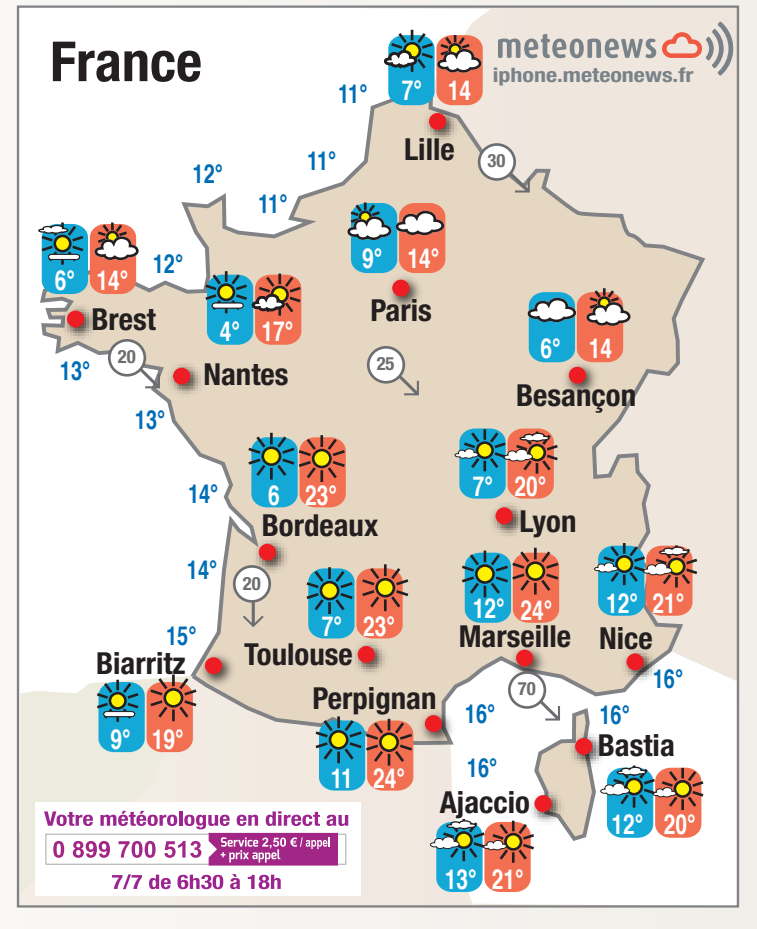 France
meteonews
iphone.meteonews.fr
7° 14
11°
Lille
30
11°
12°
11°
9° 14°
Paris
6° 14°
12°
Brest
4° 17°
Nantes
20
13°
13°
25
6° 14
Besançon
6 23°
Bordeaux
14°
7° 20°
Lyon
14°
20
7° 23°
Toulouse
12° 24°
Marseille
12° 21°
Nice
15°
Biarritz
9° 19°
16°
70
Perpignan
11 24°
16°
16°
Bastia
12° 20°
16°
Ajaccio
13° 21°
Votre météorologue en direct au
0 899 700 513 Service 2,50 € / appel
+ prix appel
7/7 de 6h30 à 18h